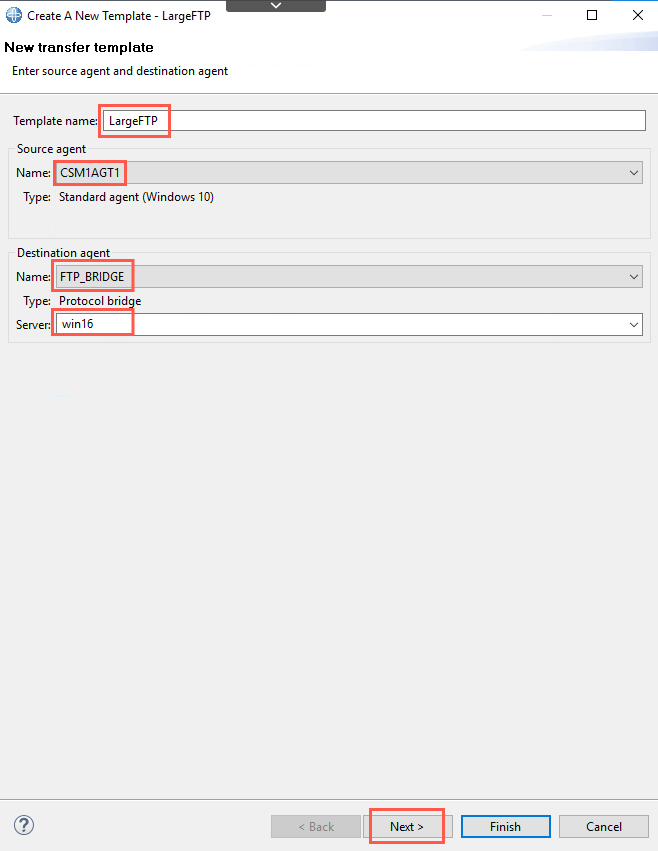 Create A New Template - LargeFTP
New transfer template
Enter source agent and destination agent
Template name: LargeFTP
Source agent
Name: CSM1AGT1
Type: Standard agent (Windows 10)
Destination agent
Name: FTP_BRIDGE
Type: Protocol bridge
Server: win16
? < Back Next > Finish Cancel